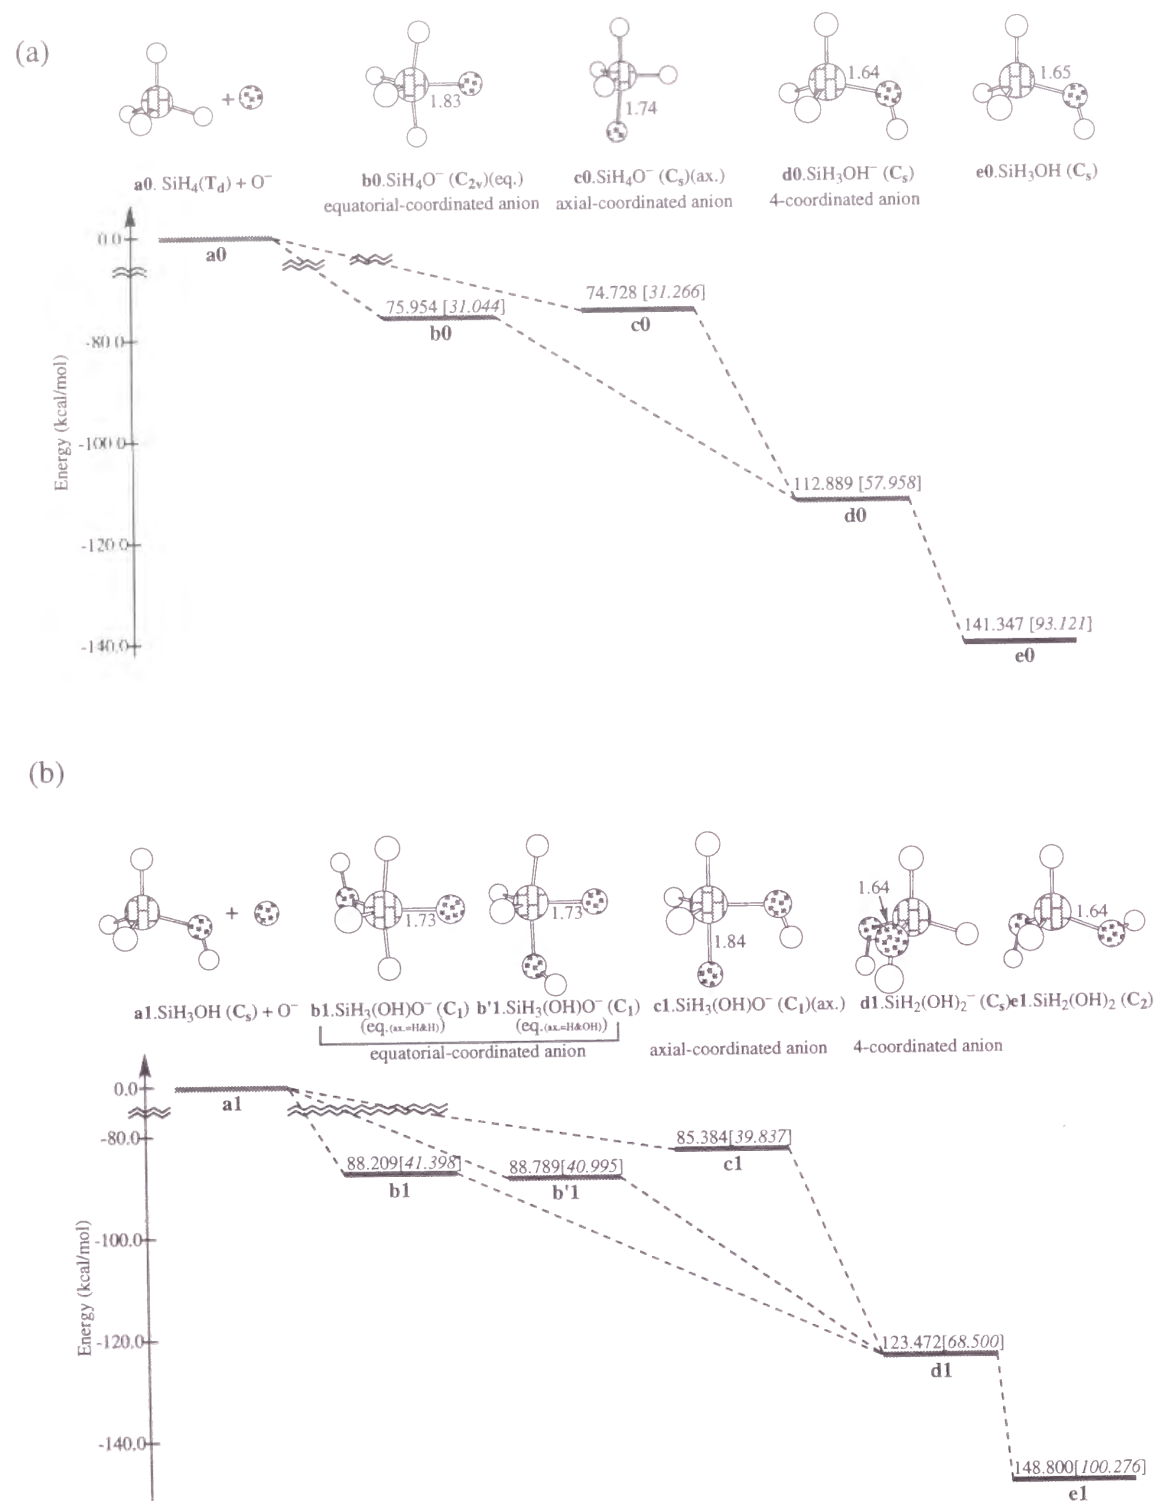 (a)
1.83
1.74
1.64
1.65
+
a0. SiH₄(T_d) + O⁻
b0.SiH₄O⁻ (C₂ᵥ)(eq.)
equatorial-coordinated anion
c0.SiH₄O⁻ (C_s)(ax.)
axial-coordinated anion
d0.SiH₃OH⁻ (C_s)
4-coordinated anion
e0.SiH₃OH (C_s)
Energy (kcal/mol)
0.0
-80.0
-100.0
-120.0
-140.0
a0
75.954 [31.044]
b0
74.728 [31.266]
c0
112.889 [57.958]
d0
141.347 [93.121]
e0
(b)
+
1.73
1.73
1.84
1.64
1.64
a1.SiH₃OH (C_s) + O⁻
b1.SiH₃(OH)O⁻ (C₁)
(eq.(ax.=H&H))
b'1.SiH₃(OH)O⁻ (C₁)
(eq.(ax.=H&OH))
equatorial-coordinated anion
c1.SiH₃(OH)O⁻ (C₁)(ax.)
axial-coordinated anion
d1.SiH₂(OH)₂⁻ (C_s)
4-coordinated anion
e1.SiH₂(OH)₂ (C₂)
Energy (kcal/mol)
0.0
-80.0
-100.0
-120.0
-140.0
a1
88.209[41.398]
b1
88.789[40.995]
b'1
85.384[39.837]
c1
123.472[68.500]
d1
148.800[100.276]
e1